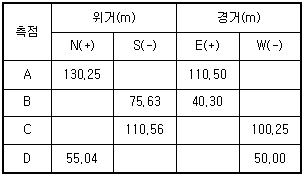 측점 위거(m) 경거(m)
N(+) S(-) E(+) W(-)
A 130.25 110.50
B 75.63 40.30
C 110.56 100.25
D 55.04 50.00